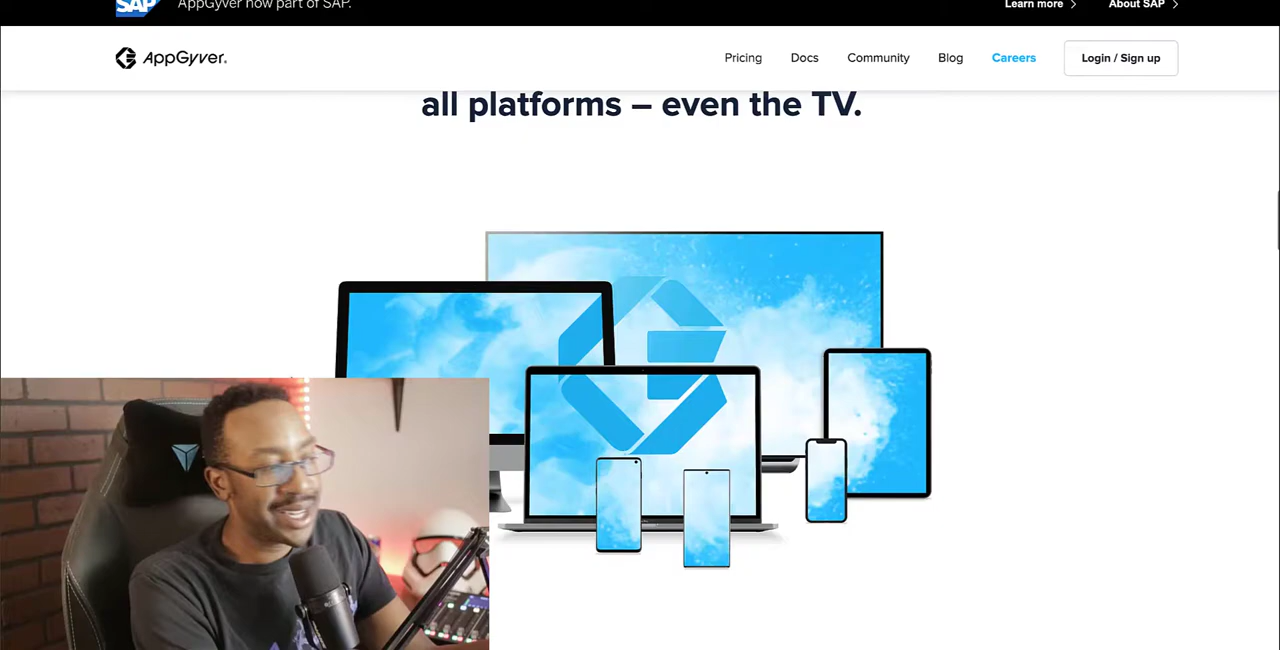 SAP
AppGyver now part of SAP.
Learn more
About SAP
AppGyver.
Pricing
Docs
Community
Blog
Careers
Login / Sign up
all platforms – even the TV.